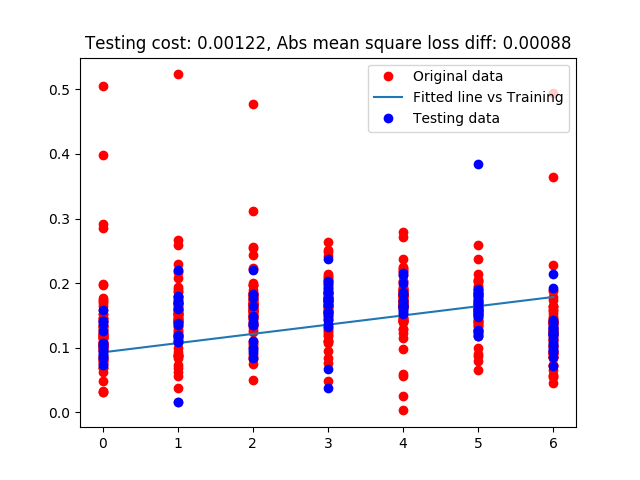 Testing cost: 0.00122, Abs mean square loss diff: 0.00088
Original data
Fitted line vs Training
Testing data
0.5
0.4
0.3
0.2
0.1
0.0
0 1 2 3 4 5 6